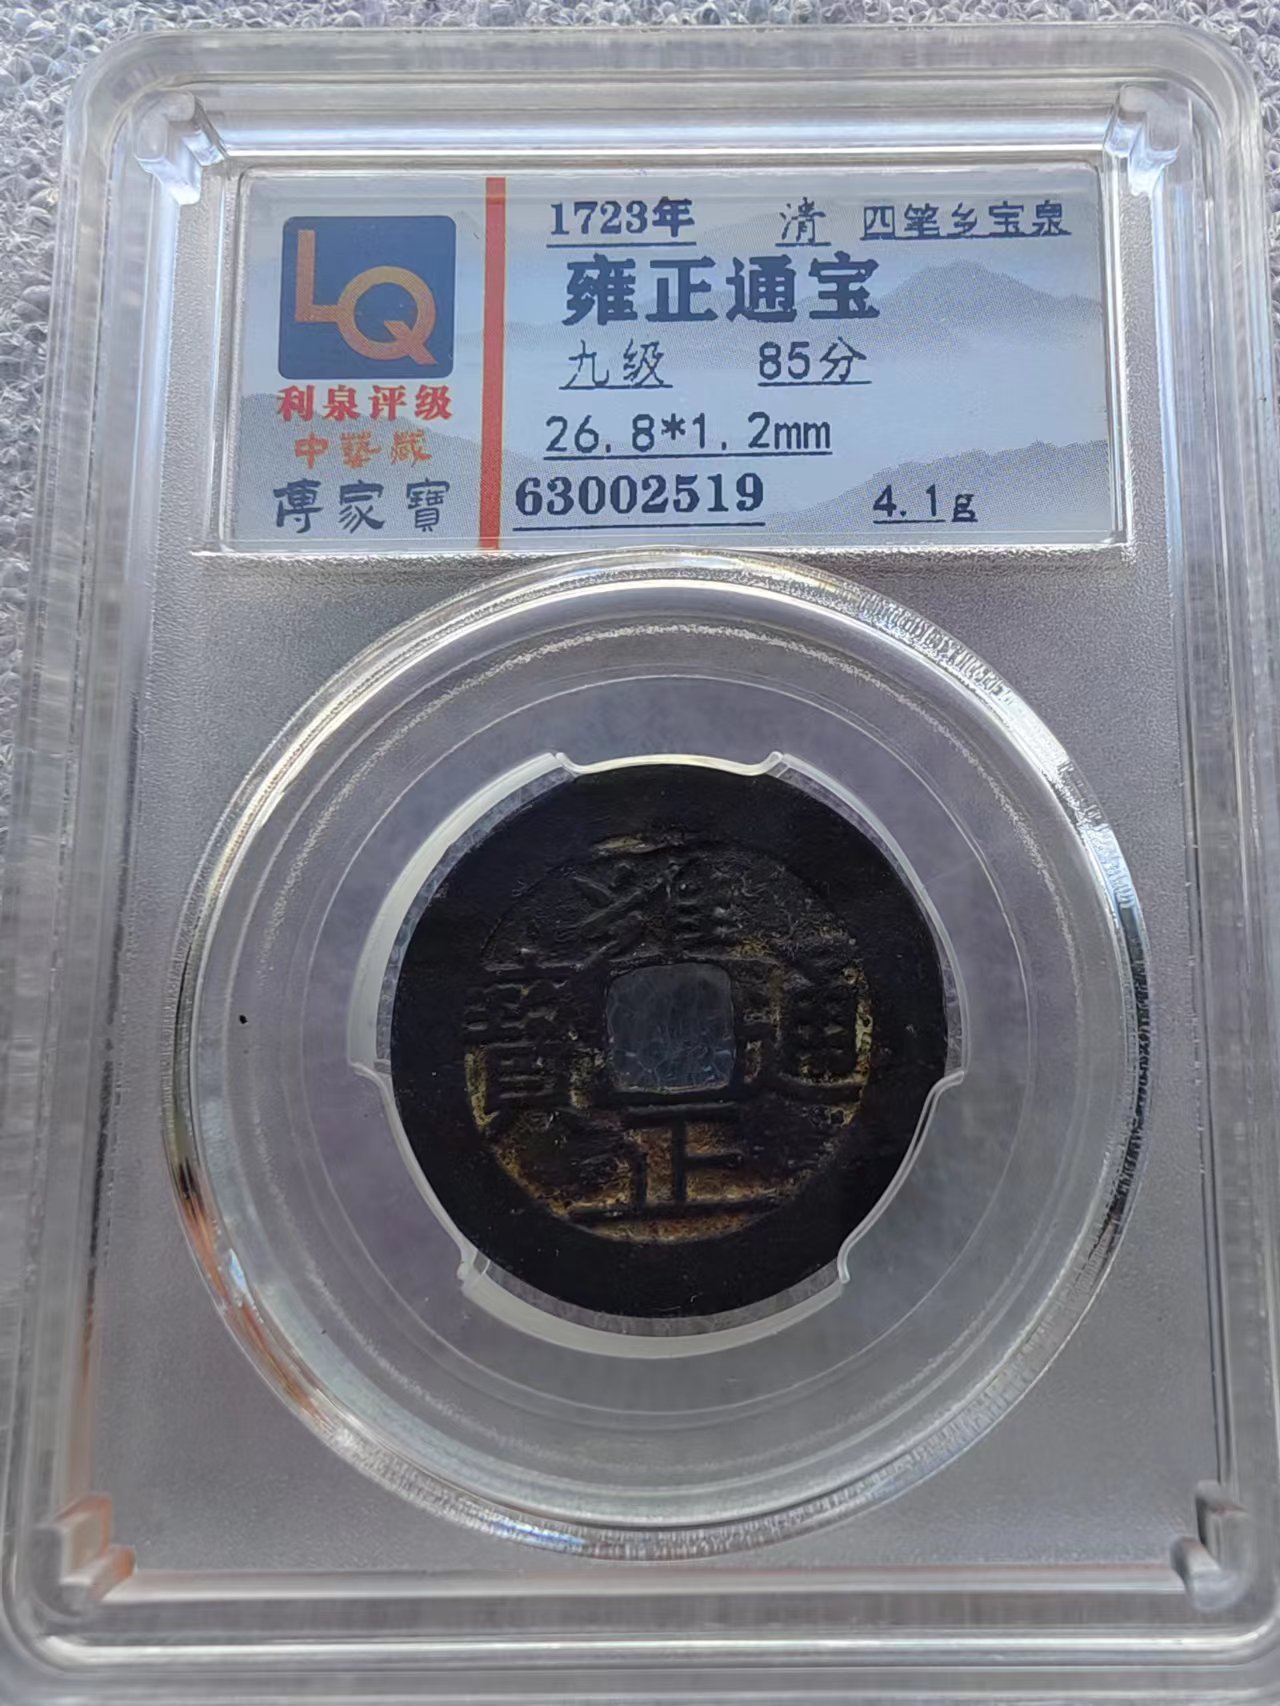 LQ
利泉评级
中藝藏
傳家寶
1723年 清 四笔乡宝泉
雍正通宝
九级 85分
26.8*1.2mm
63002519 4.1g
雍正通寶